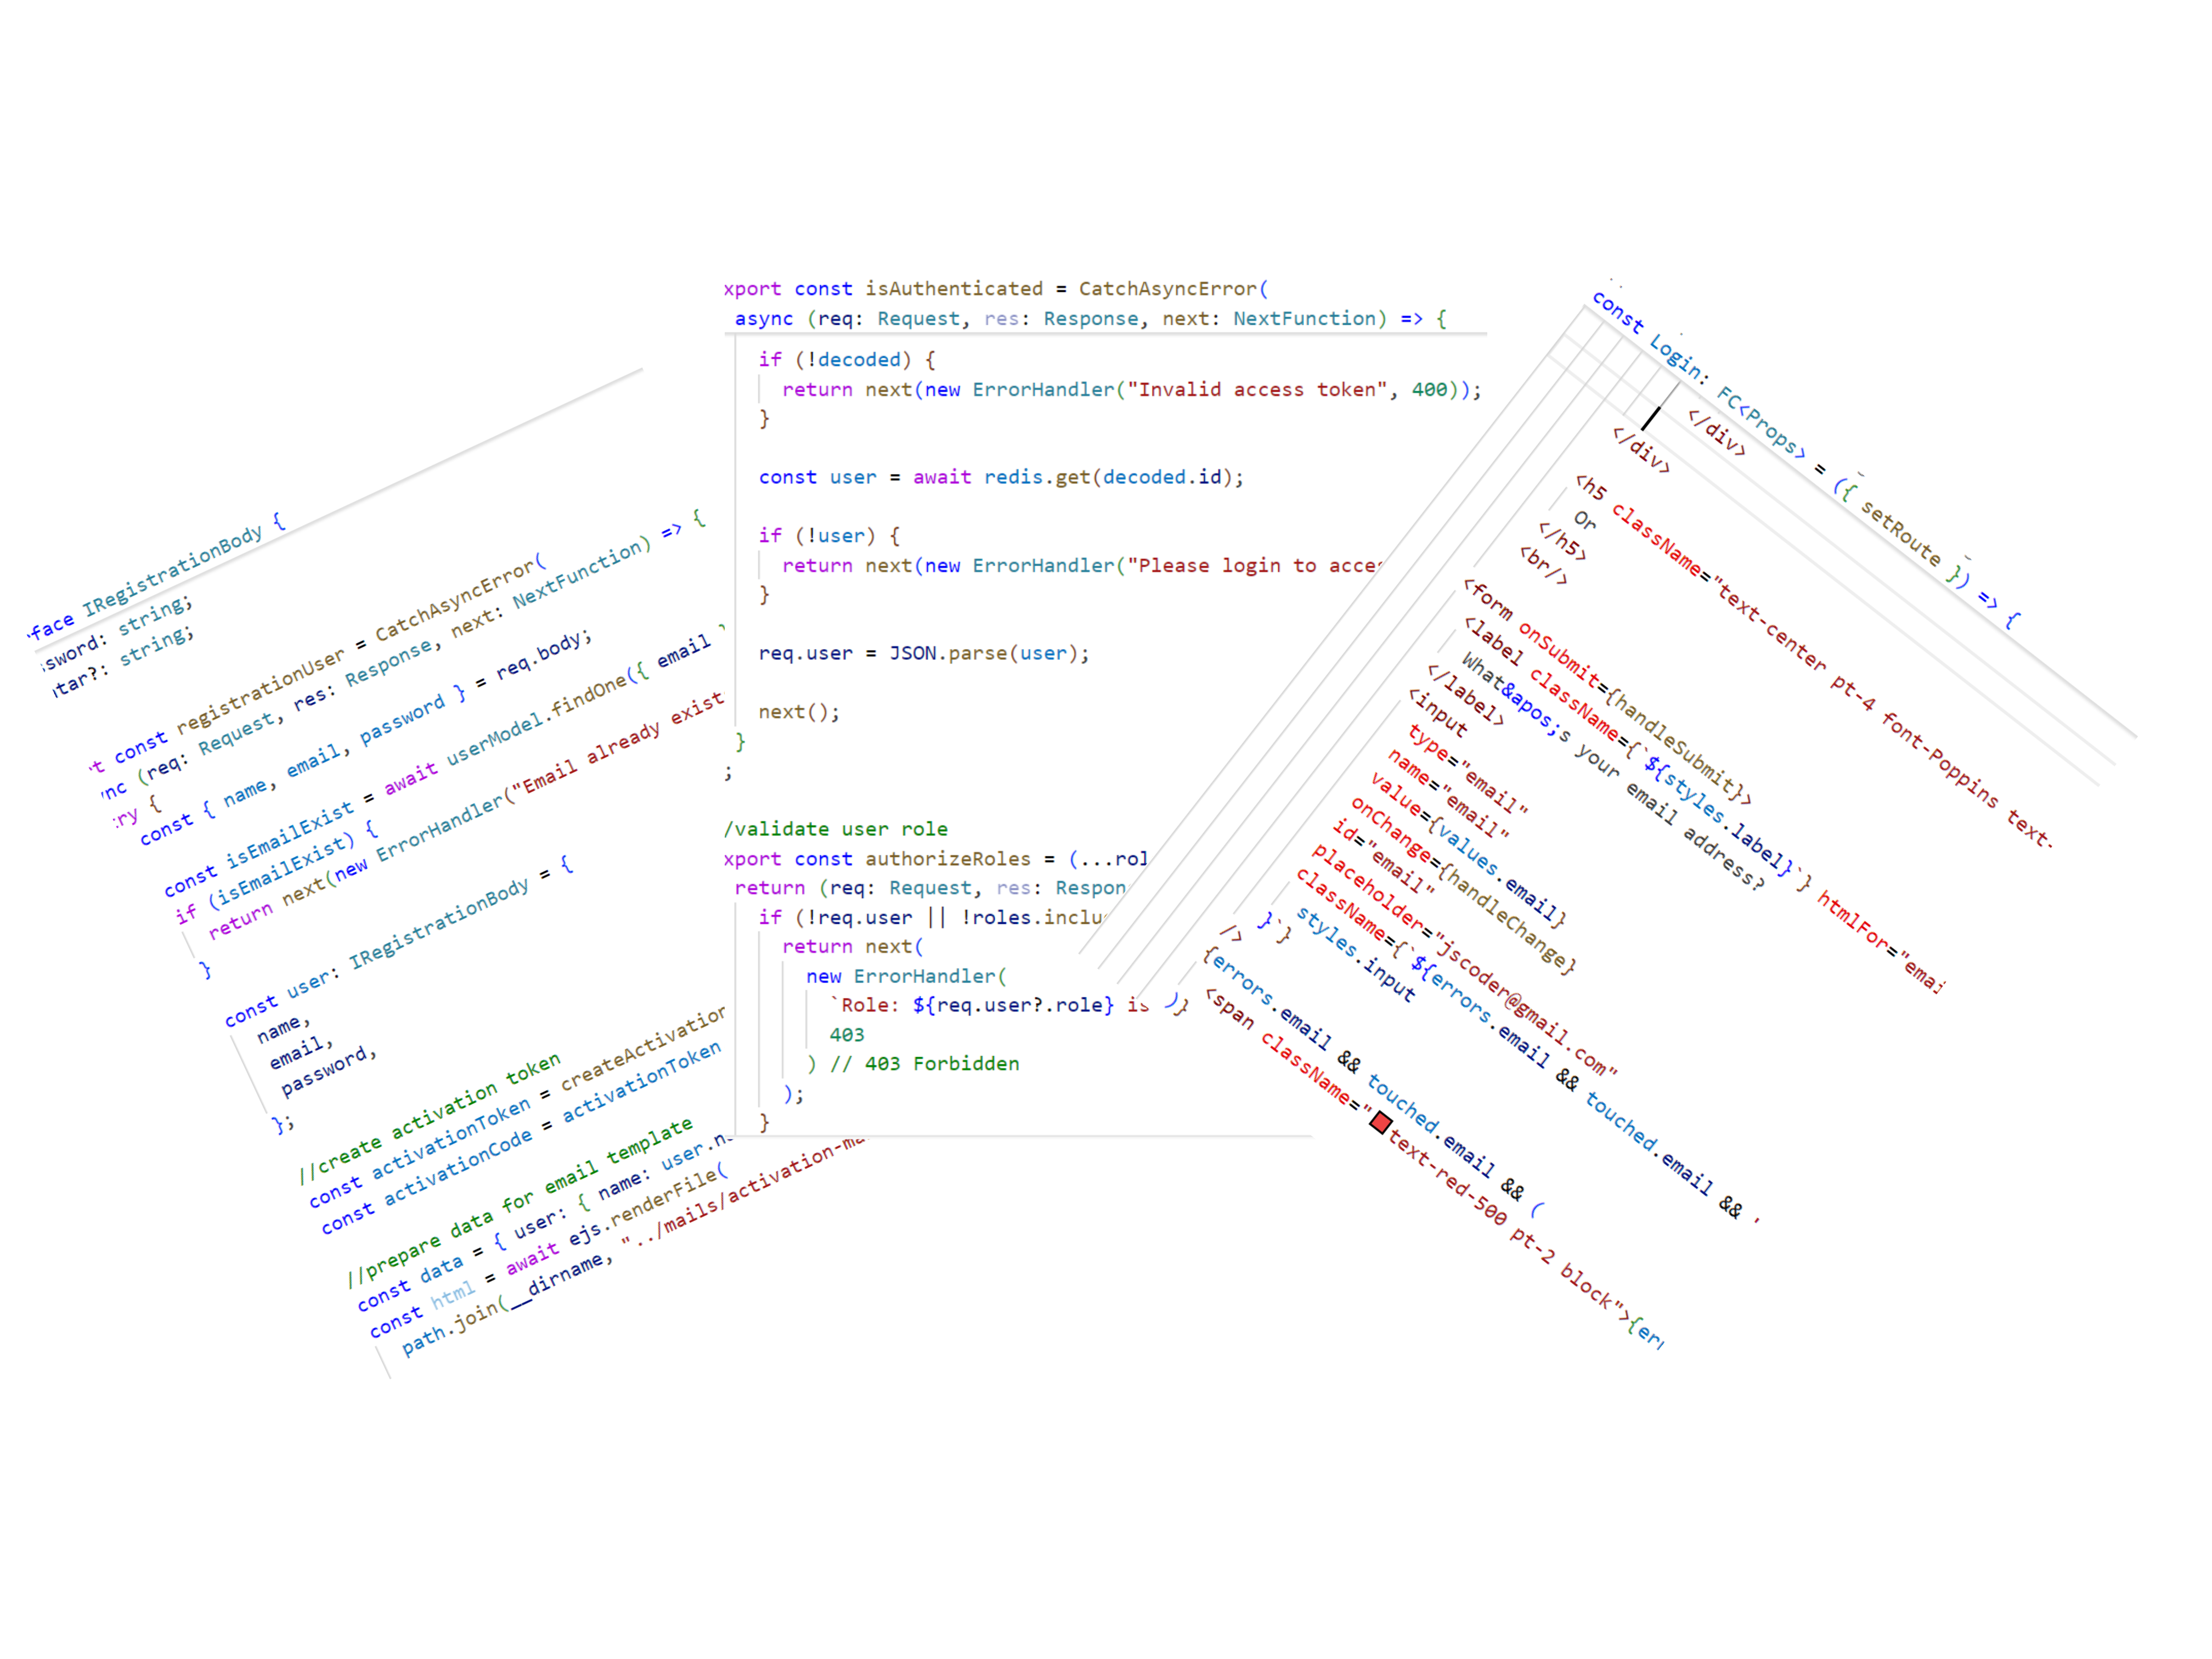 face IRegistrationBody {
sword: string;
tar?: string;
t const registrationUser = CatchAsyncError(
nc (req: Request, res: Response, next: NextFunction) => {
ry {
const { name, email, password } = req.body;
const isEmailExist = await userModel.findOne({ email
if (isEmailExist) {
return next(new ErrorHandler("Email already exist
}
const user: IRegistrationBody = {
name,
email,
password,
};
//create activation token
const activationToken = createActivation
const activationCode = activationToken
//prepare data for email template
const data = { user: { name: user.n
const html = await ejs.renderFile(
path.join(__dirname, "../mails/activation-ma
xport const isAuthenticated = CatchAsyncError(
async (req: Request, res: Response, next: NextFunction) => {
if (!decoded) {
return next(new ErrorHandler("Invalid access token", 400));
}
const user = await redis.get(decoded.id);
if (!user) {
return next(new ErrorHandler("Please login to acce
}
req.user = JSON.parse(user);
next();
}
;
/validate user role
xport const authorizeRoles = (...rol
return (req: Request, res: Respon
if (!req.user || !roles.inclu
return next(
new ErrorHandler(
`Role: ${req.user?.role} is
403
) // 403 Forbidden
);
}
const Login: FC<Props> = ({ setRoute }) => {
</div>
</div>
<h5 className="text-center pt-4 font-Poppins text-
Or
</h5>
<br/>
<form onSubmit={handleSubmit}>
<label className={`${styles.label}`} htmlFor="emai
What&apos;s your email address?
</label>
<input
type="email"
name="email"
value={values.email}
onChange={handleChange}
id="email"
placeholder="jscoder@gmail.com"
className={`${errors.email && touched.email && '
styles.input
}`}
/>
{errors.email && touched.email && (
<span className="text-red-500 pt-2 block">{err
)}